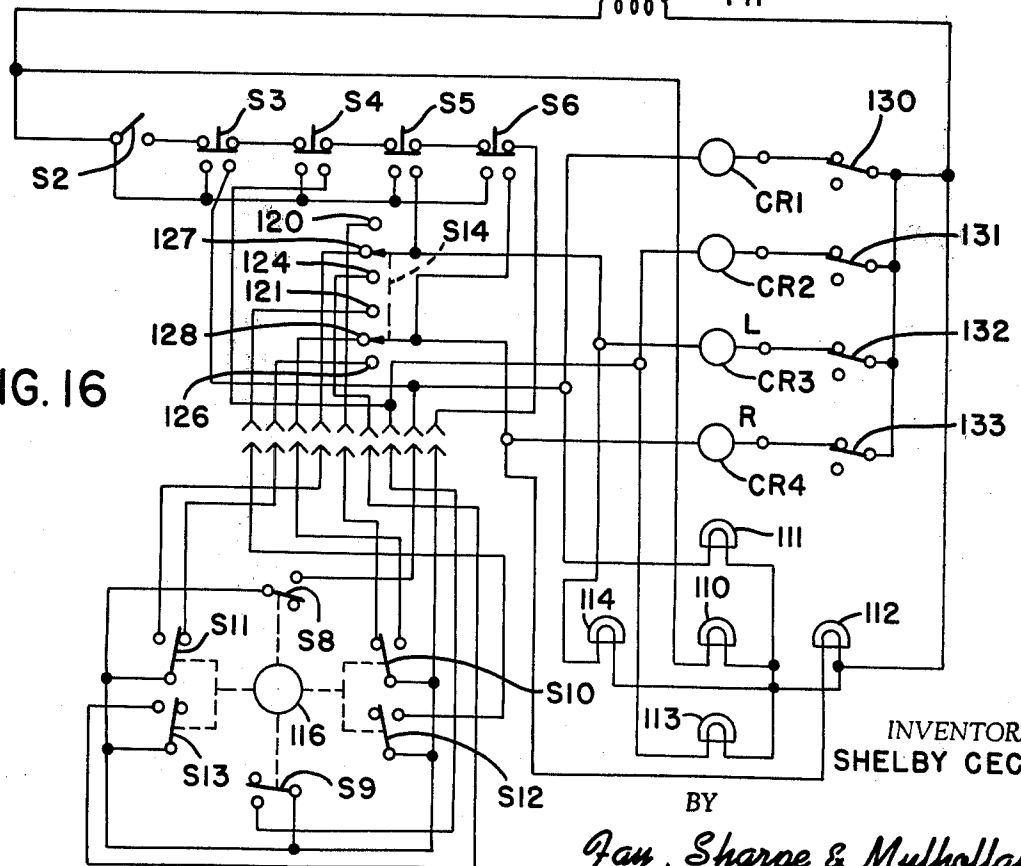 S2
S3
S4
S5
S6
130
CR1
120
127
S14
124
121
128
126
131
CR2
L
132
CR3
R
133
CR4
IG. 16
111
110
114
112
113
S11
S8
S10
116
S13
S9
S12
INVENTOR
SHELBY CEC
BY
Fay, Sharpe & Mulholla